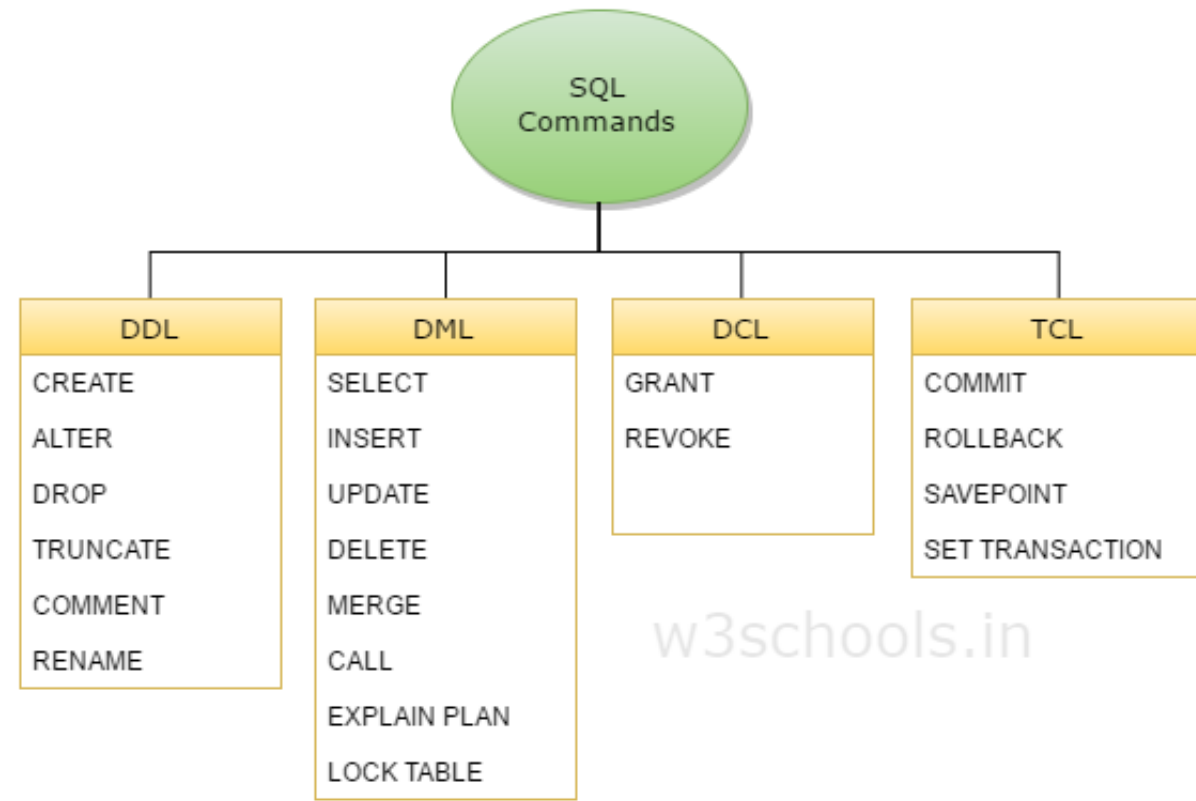 SQL
Commands
DDL
CREATE
ALTER
DROP
TRUNCATE
COMMENT
RENAME
DML
SELECT
INSERT
UPDATE
DELETE
MERGE
CALL
EXPLAIN PLAN
LOCK TABLE
DCL
GRANT
REVOKE
TCL
COMMIT
ROLLBACK
SAVEPOINT
SET TRANSACTION
w3schools.in